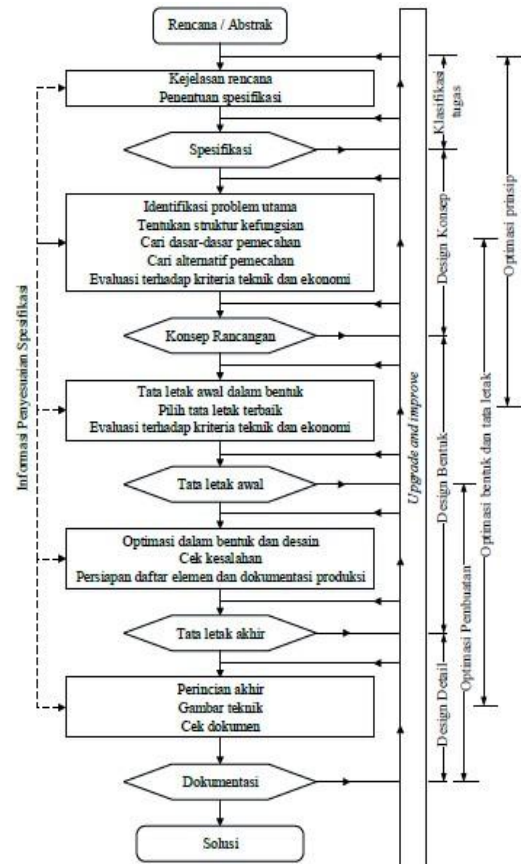 Rencana / Abstrak
Kejelasan rencana
Penentuan spesifikasi
Spesifikasi
Identifikasi problem utama
Tentukan struktur kefungsian
Cari dasar-dasar pemecahan
Cari alternatif pemecahan
Evaluasi terhadap kriteria teknik dan ekonomi
Konsep Rancangan
Tata letak awal dalam bentuk
Pilih tata letak terbaik
Evaluasi terhadap kriteria teknik dan ekonomi
Tata letak awal
Optimasi dalam bentuk dan desain
Cek kesalahan
Persiapan daftar elemen dan dokumentasi produksi
Tata letak akhir
Perincian akhir
Gambar teknik
Cek dokumen
Dokumentasi
Solusi
Informasi Penyesuaian Spesifikasi
Upgrade and improve
Klasifikasi
tugas
Design Konsep
Design Bentuk
Design Detail
Optimasi prinsip
Optimasi bentuk dan tata letak
Optimasi Pembuatan